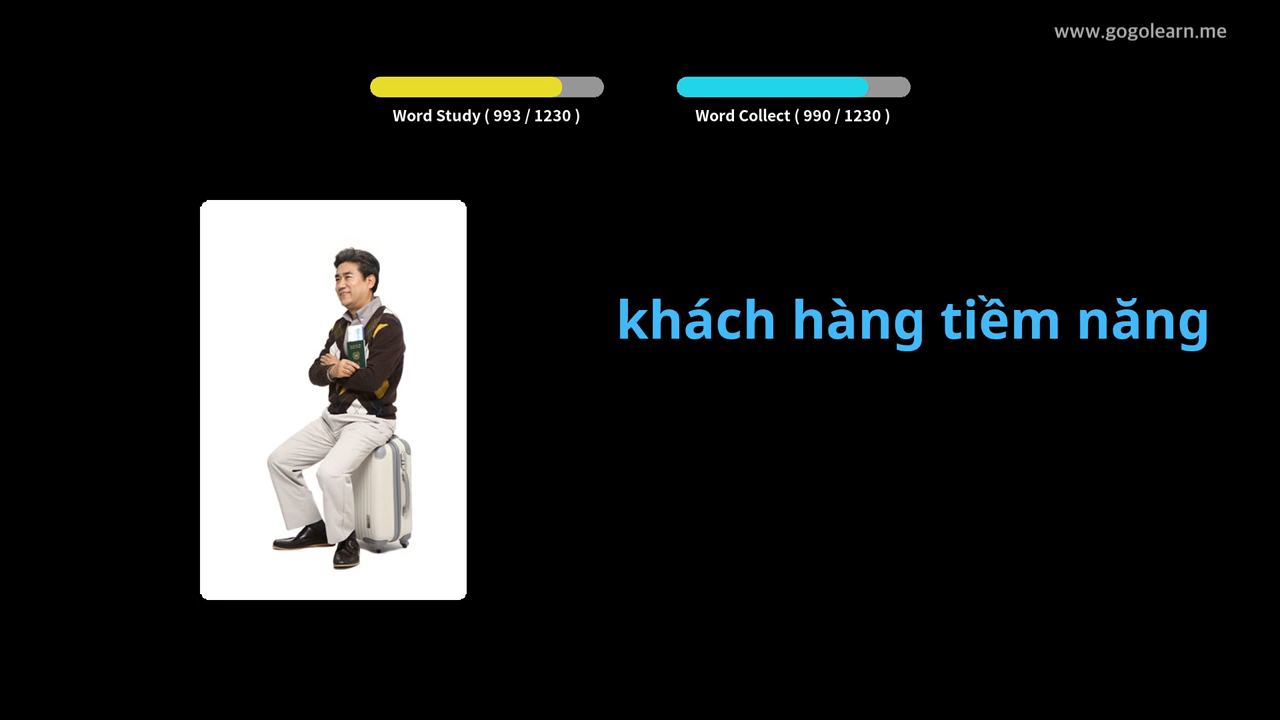 www.gogolearn.me
Word Study ( 993 / 1230 )
Word Collect ( 990 / 1230 )
khách hàng tiềm năng